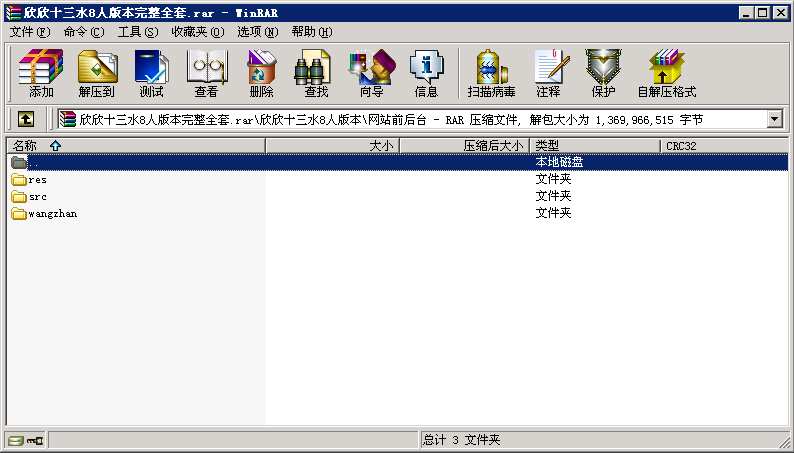 欣欣十三水8人版本完整全套.rar - WinRAR
文件(F) 命令(C) 工具(S) 收藏夹(O) 选项(N) 帮助(H)
添加 解压到 测试 查看 删除 查找 向导 信息 扫描病毒 注释 保护 自解压格式
欣欣十三水8人版本完整全套.rar\欣欣十三水8人版本\网站前后台 - RAR 压缩文件, 解包大小为 1,369,966,515 字节
名称 大小 压缩后大小 类型 CRC32
.. 本地磁盘
res 文件夹
src 文件夹
wangzhan 文件夹
总计 3 文件夹